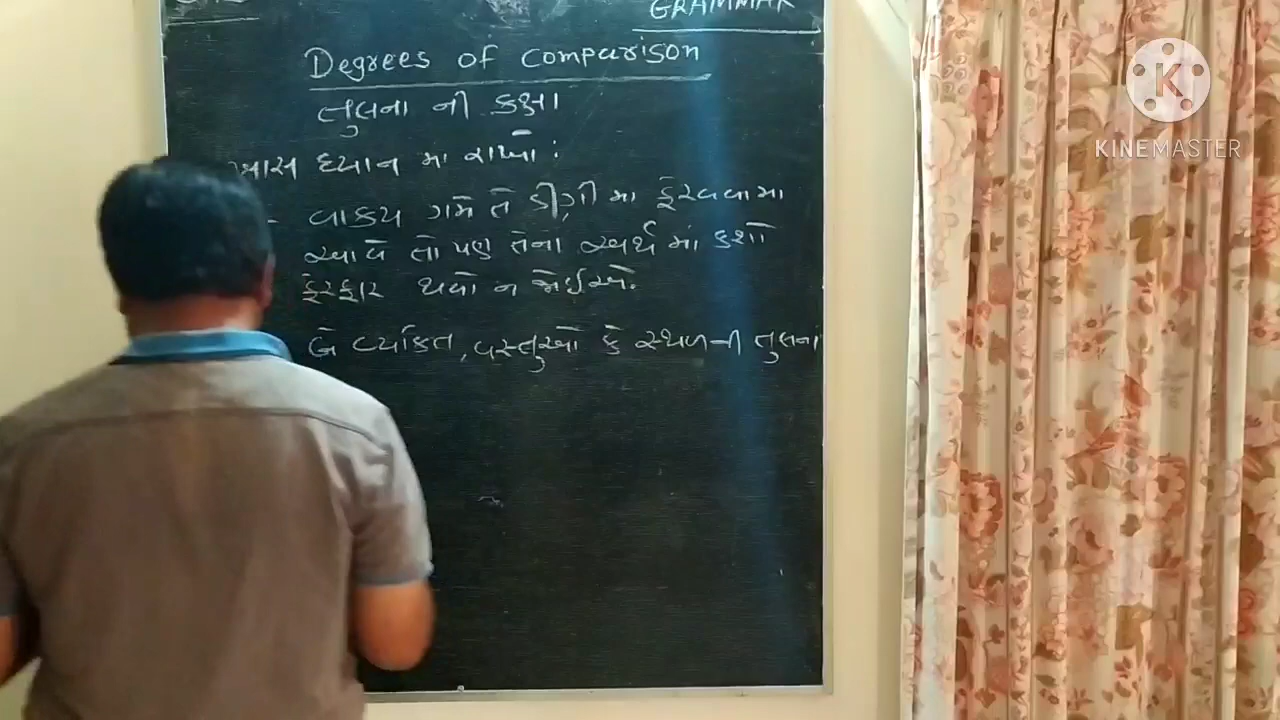 GRAMMAR
Degrees of Comparison
તુલના ની કક્ષા
ખાસ ધ્યાન મા રાખો :
- વાકય ગમે તે ડીગ્રી મા ફેરવવામા
આવે તો પણ તેના અર્થ માં કશો
ફેરફાર થવો ન જોઈએ.
બે વ્યકિત, વસ્તુઓ કે સ્થળની તુલના
K
KINEMASTER